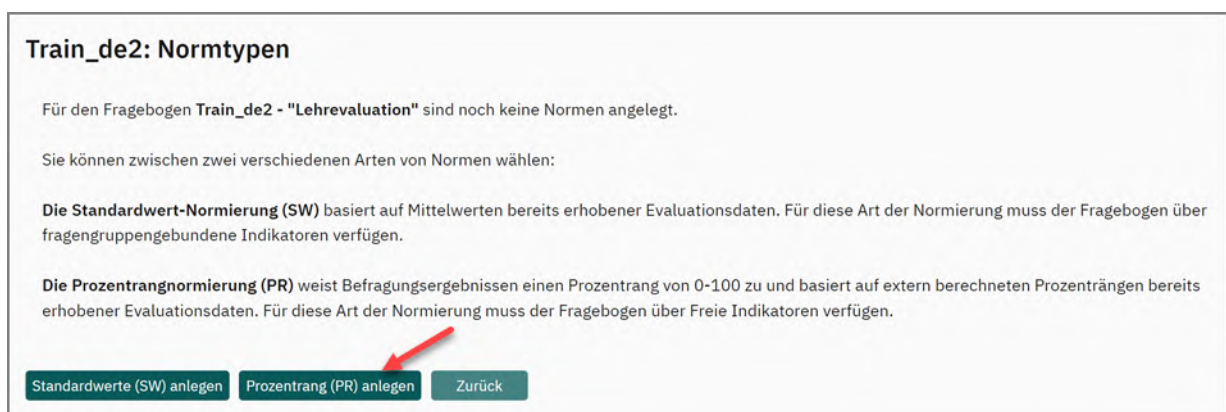 Train_de2: Normtypen
Für den Fragebogen Train_de2 - "Lehrevaluation" sind noch keine Normen angelegt.
Sie können zwischen zwei verschiedenen Arten von Normen wählen:
Die Standardwert-Normierung (SW) basiert auf Mittelwerten bereits erhobener Evaluationsdaten. Für diese Art der Normierung muss der Fragebogen über
fragengruppengebundene Indikatoren verfügen.
Die Prozentrangnormierung (PR) weist Befragungsergebnissen einen Prozentrang von 0-100 zu und basiert auf extern berechneten Prozenträngen bereits
erhobener Evaluationsdaten. Für diese Art der Normierung muss der Fragebogen über Freie Indikatoren verfügen.
Standardwerte (SW) anlegen Prozentrang (PR) anlegen Zurück